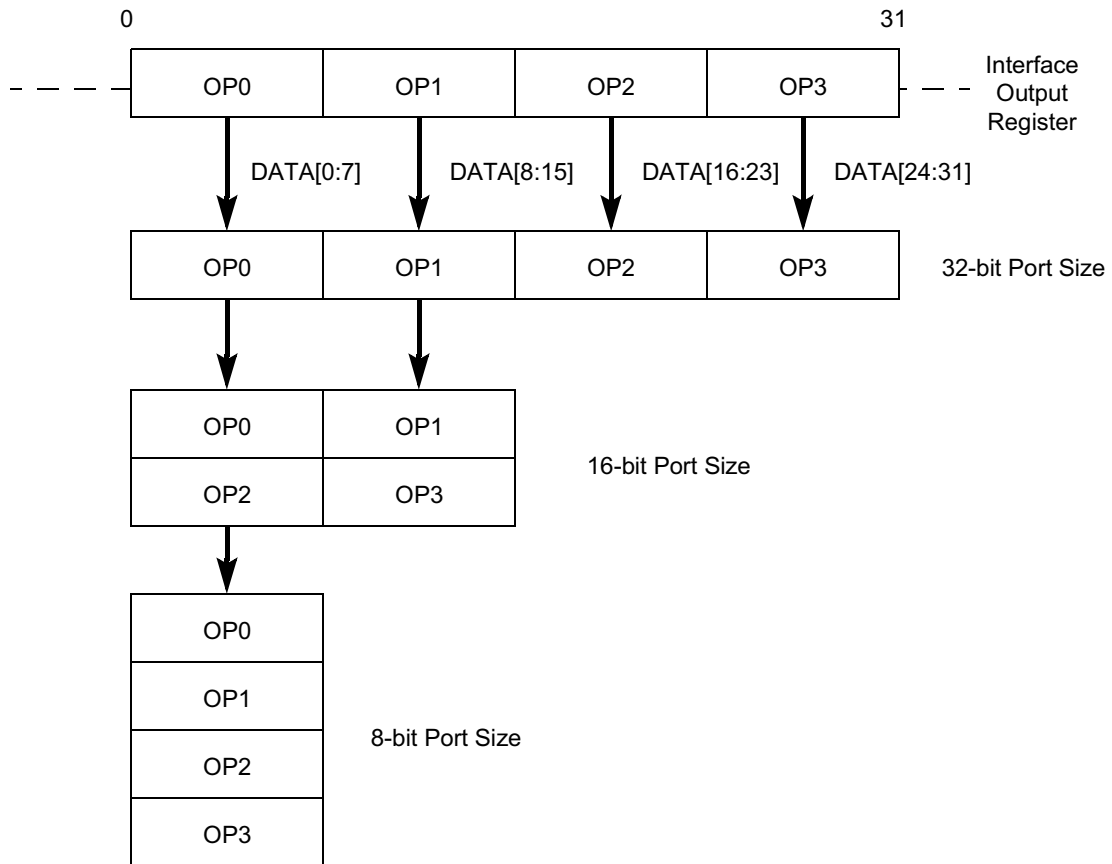 0 31
OP0 OP1 OP2 OP3
Interface
Output
Register
DATA[0:7] DATA[8:15] DATA[16:23] DATA[24:31]
OP0 OP1 OP2 OP3 32-bit Port Size
OP0 OP1
16-bit Port Size
OP2 OP3
OP0
OP1
8-bit Port Size
OP2
OP3